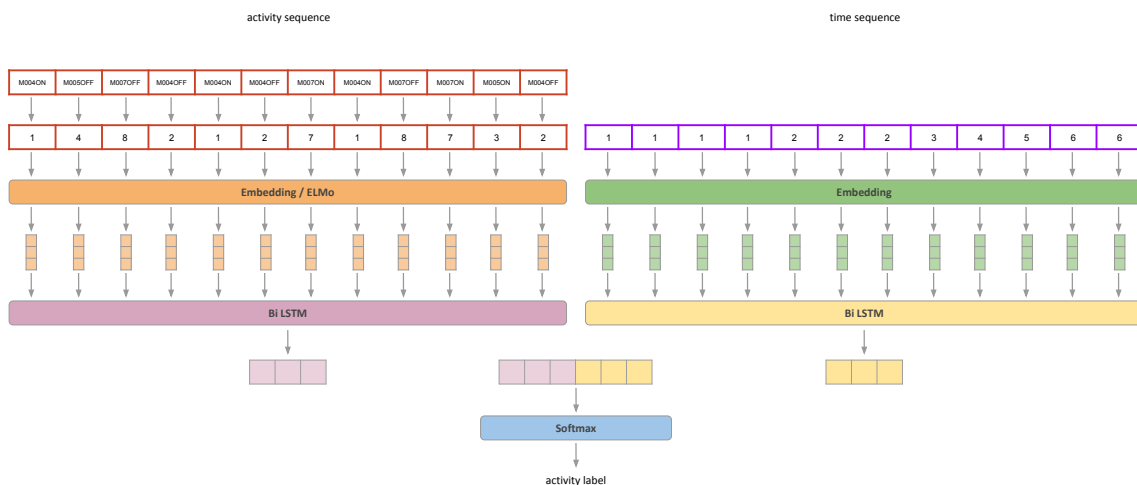 activity sequence
time sequence
M004ON M005OFF M007OFF M004OFF M004ON M004OFF M007ON M004ON M007OFF M007ON M005ON M004OFF
1 4 8 2 1 2 7 1 8 7 3 2
1 1 1 1 2 2 2 3 4 5 6 6
Embedding / ELMo
Embedding
Bi LSTM
Bi LSTM
Softmax
activity label